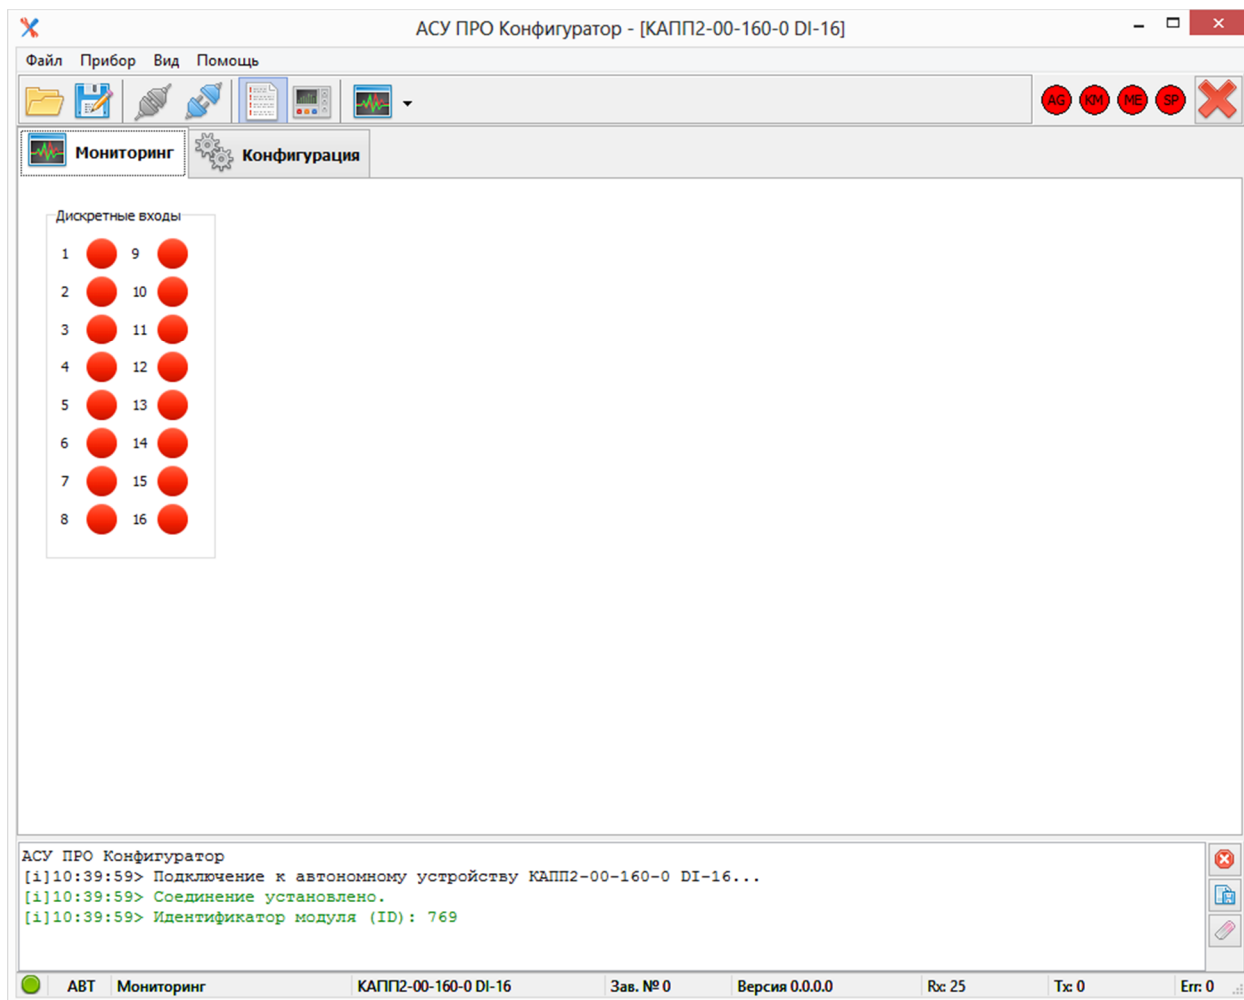 АСУ ПРО Конфигуратор - [КАПП2-00-160-0 DI-16]
Файл Прибор Вид Помощь
AG KM ME SP
Мониторинг Конфигурация
Дискретные входы
1 9
2 10
3 11
4 12
5 13
6 14
7 15
8 16
АСУ ПРО Конфигуратор
[i]10:39:59> Подключение к автономному устройству КАПП2-00-160-0 DI-16...
[i]10:39:59> Соединение установлено.
[i]10:39:59> Идентификатор модуля (ID): 769
АВТ Мониторинг КАПП2-00-160-0 DI-16 Зав. № 0 Версия 0.0.0.0 Rx: 25 Tx: 0 Err: 0